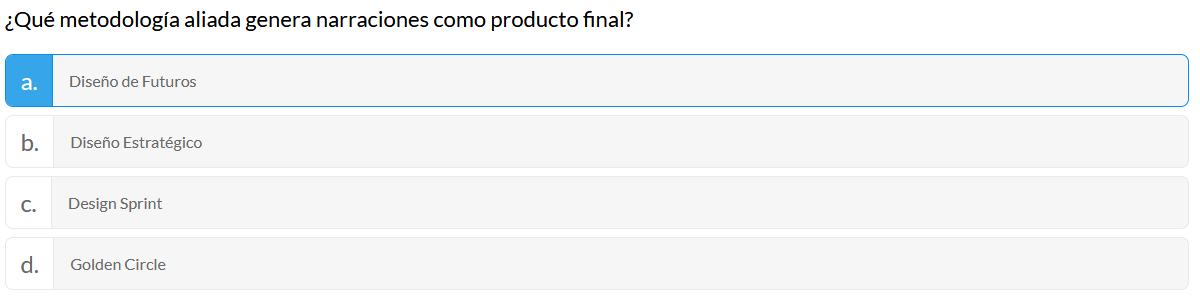 ¿Qué metodología aliada genera narraciones como producto final?
a. Diseño de Futuros
b. Diseño Estratégico
c. Design Sprint
d. Golden Circle